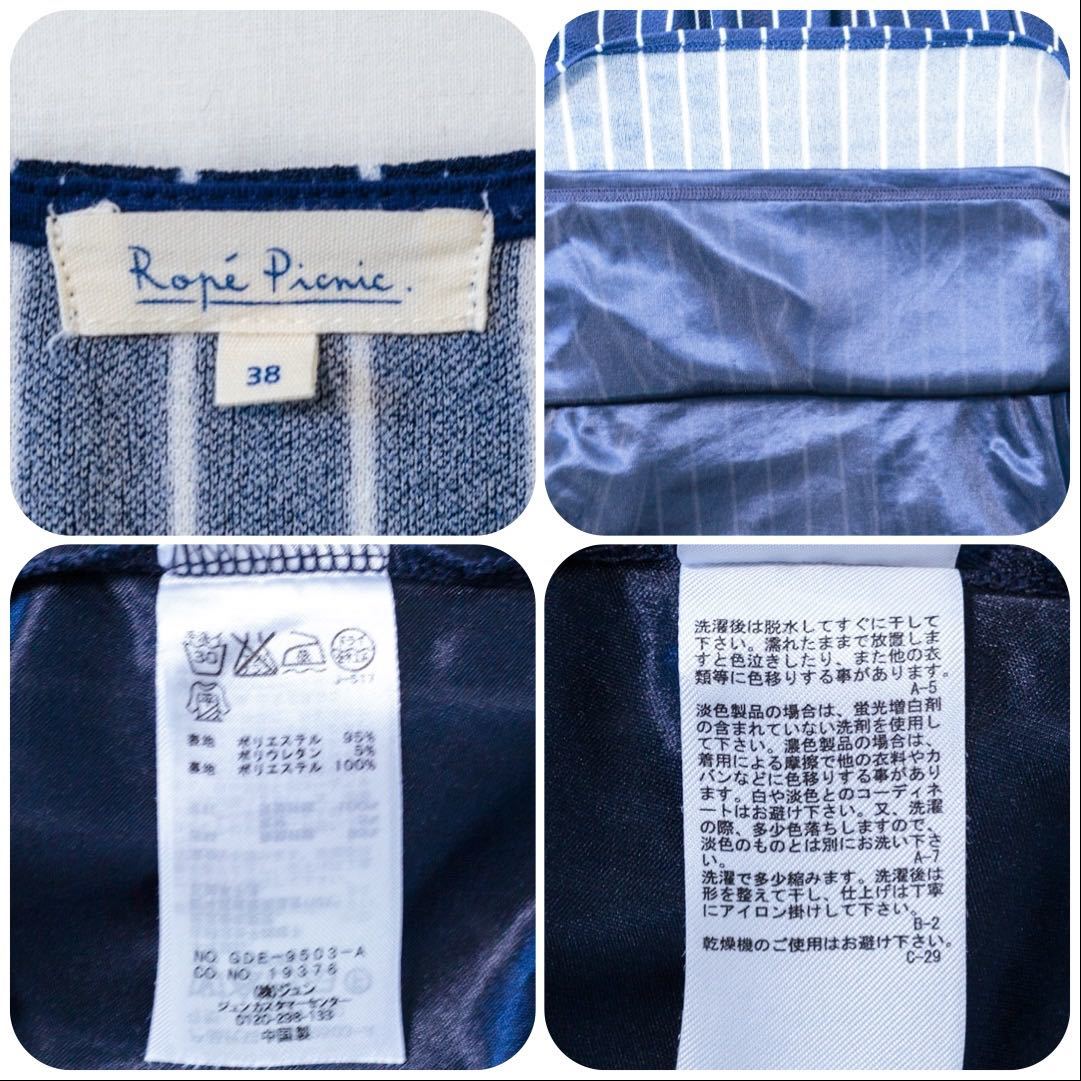 Ropé Picnic.
38
手洗イ
30
ドライ
J-517
表地 ポリエステル 95%
ポリウレタン 5%
裏地 ポリエステル 100%
NO. GDE-9503-A
CO. NO. 19376
(株)ジュン
ジュンカスタマーセンター
0120-298-133
中国製
洗濯後は脱水してすぐに干して
下さい。濡れたままで放置しま
すと色泣きしたり、また他の衣
類等に色移りする事があります。
A-5
淡色製品の場合は、蛍光増白剤
の含まれていない洗剤を使用し
て下さい。濃色製品の場合は、
着用による摩擦で他の衣料やカ
バンなどに色移りする事があり
ます。白や淡色とのコーディネ
ートはお避け下さい。又、洗濯
の際、多少色落ちしますので、
淡色のものとは別にお洗い下さ
い。
A-7
洗濯で多少縮みます。洗濯後は
形を整えて干し、仕上げは丁寧
にアイロン掛けして下さい。
B-2
乾燥機のご使用はお避け下さい。
C-29